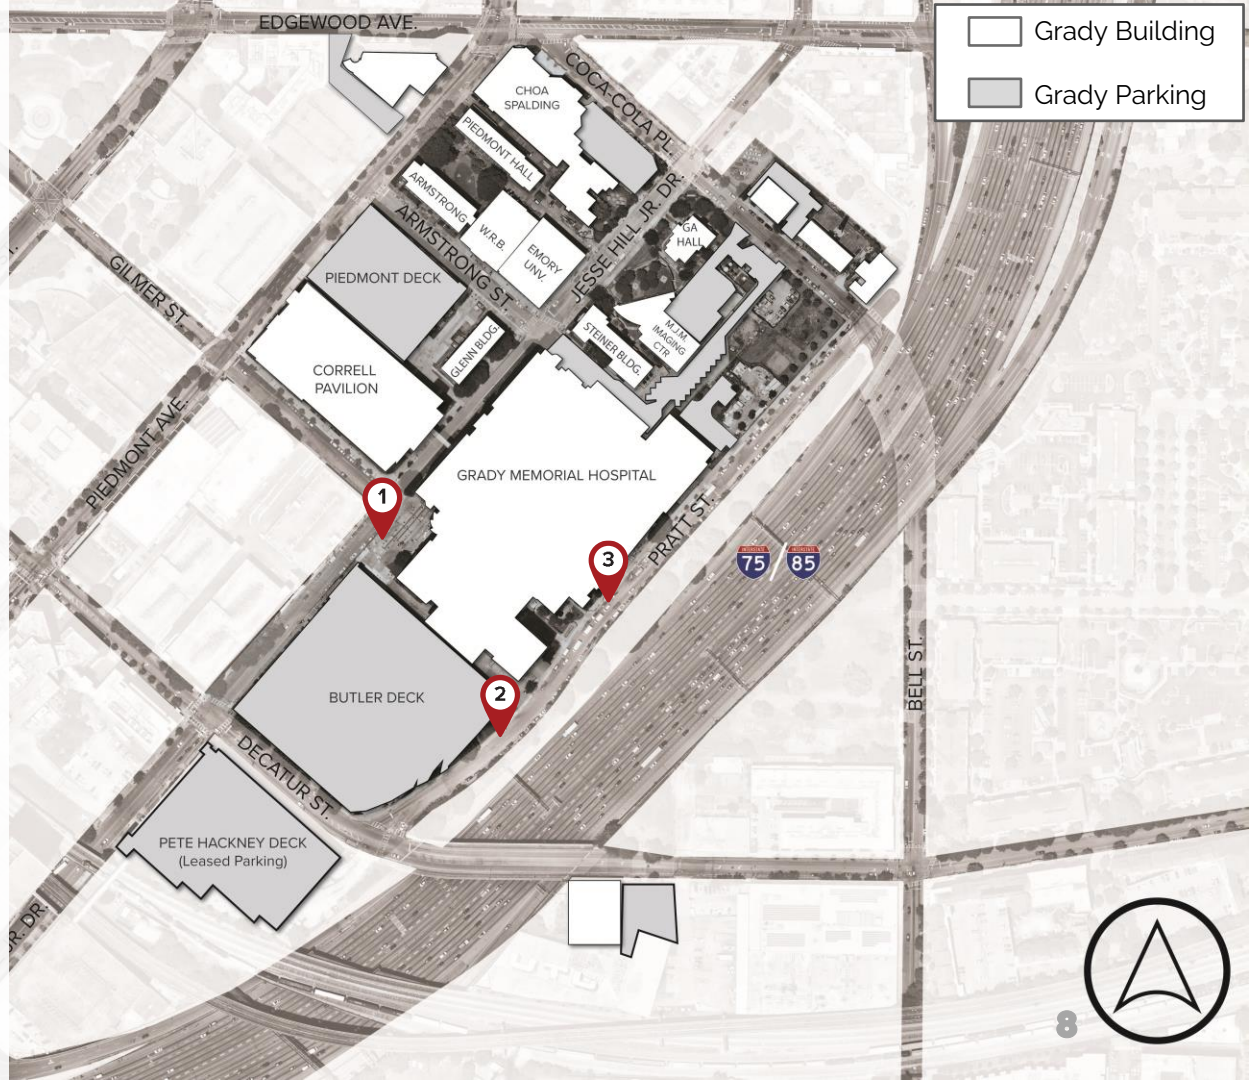 EDGEWOOD AVE.
Grady Building
Grady Parking
COCA-COLA PL.
CHOA
SPALDING
PIEDMONT HALL
ARMSTRONG
W.R.B.
EMORY
UNV.
JESSE HILL JR. DR.
GA
HALL
ARMSTRONG ST
GILMER ST.
PIEDMONT DECK
GLENN BLDG.
STEINER BLDG.
M.J.M.
IMAGING
CTR
CORRELL
PAVILION
PIEDMONT AVE.
GRADY MEMORIAL HOSPITAL
1
PRATT ST.
3
INTERSTATE
75
/
INTERSTATE
85
BELL ST.
BUTLER DECK
2
DECATUR ST.
PETE HACKNEY DECK
(Leased Parking)
JR. DR.
8